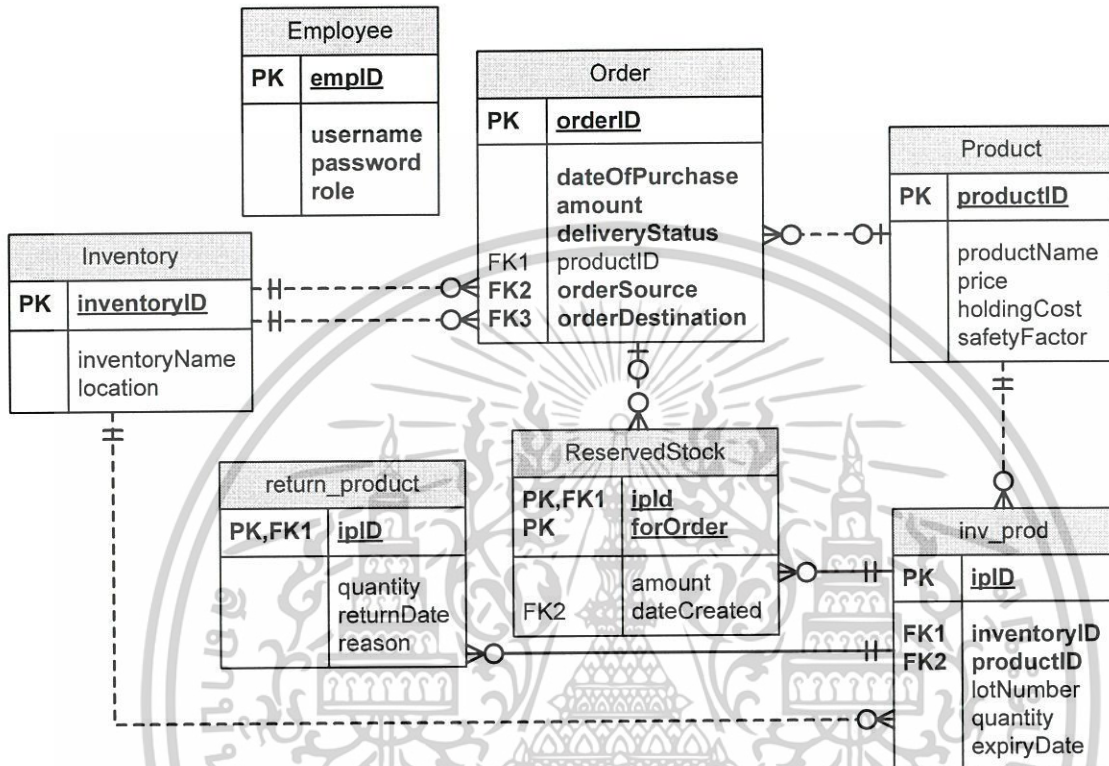 Employee
PK empID
username
password
role
Order
PK orderID
dateOfPurchase
amount
deliveryStatus
FK1 productID
FK2 orderSource
FK3 orderDestination
Product
PK productID
productName
price
holdingCost
safetyFactor
Inventory
PK inventoryID
inventoryName
location
return_product
PK,FK1 ipID
quantity
returnDate
reason
ReservedStock
PK,FK1 ipId
PK forOrder
amount
FK2 dateCreated
inv_prod
PK ipID
FK1 inventoryID
FK2 productID
lotNumber
quantity
expiryDate